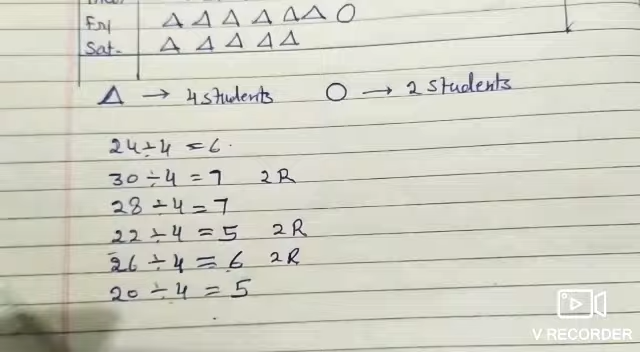 Fri △ △ △ △ △ △ ○
Sat. △ △ △ △ △
△ → 4 students ○ → 2 students
24 ÷ 4 = 6.
30 ÷ 4 = 7 2R
28 ÷ 4 = 7
22 ÷ 4 = 5 2R
26 ÷ 4 = 6 2R
20 ÷ 4 = 5
V RECORDER